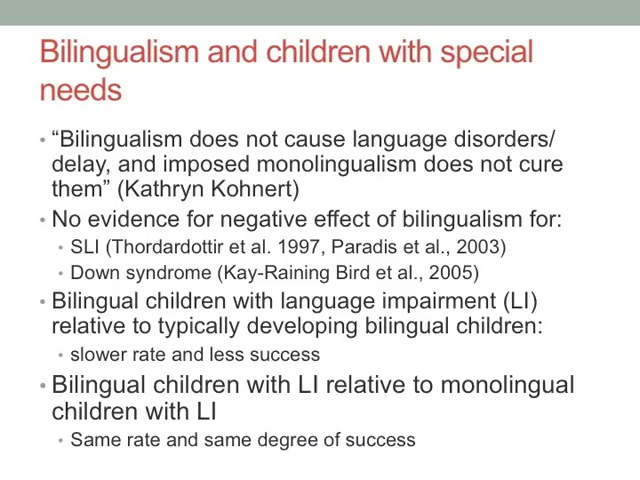 Bilingualism and children with special
needs
• “Bilingualism does not cause language disorders/
delay, and imposed monolingualism does not cure
them” (Kathryn Kohnert)
• No evidence for negative effect of bilingualism for:
• SLI (Thordardottir et al. 1997, Paradis et al., 2003)
• Down syndrome (Kay-Raining Bird et al., 2005)
• Bilingual children with language impairment (LI)
relative to typically developing bilingual children:
• slower rate and less success
• Bilingual children with LI relative to monolingual
children with LI
• Same rate and same degree of success